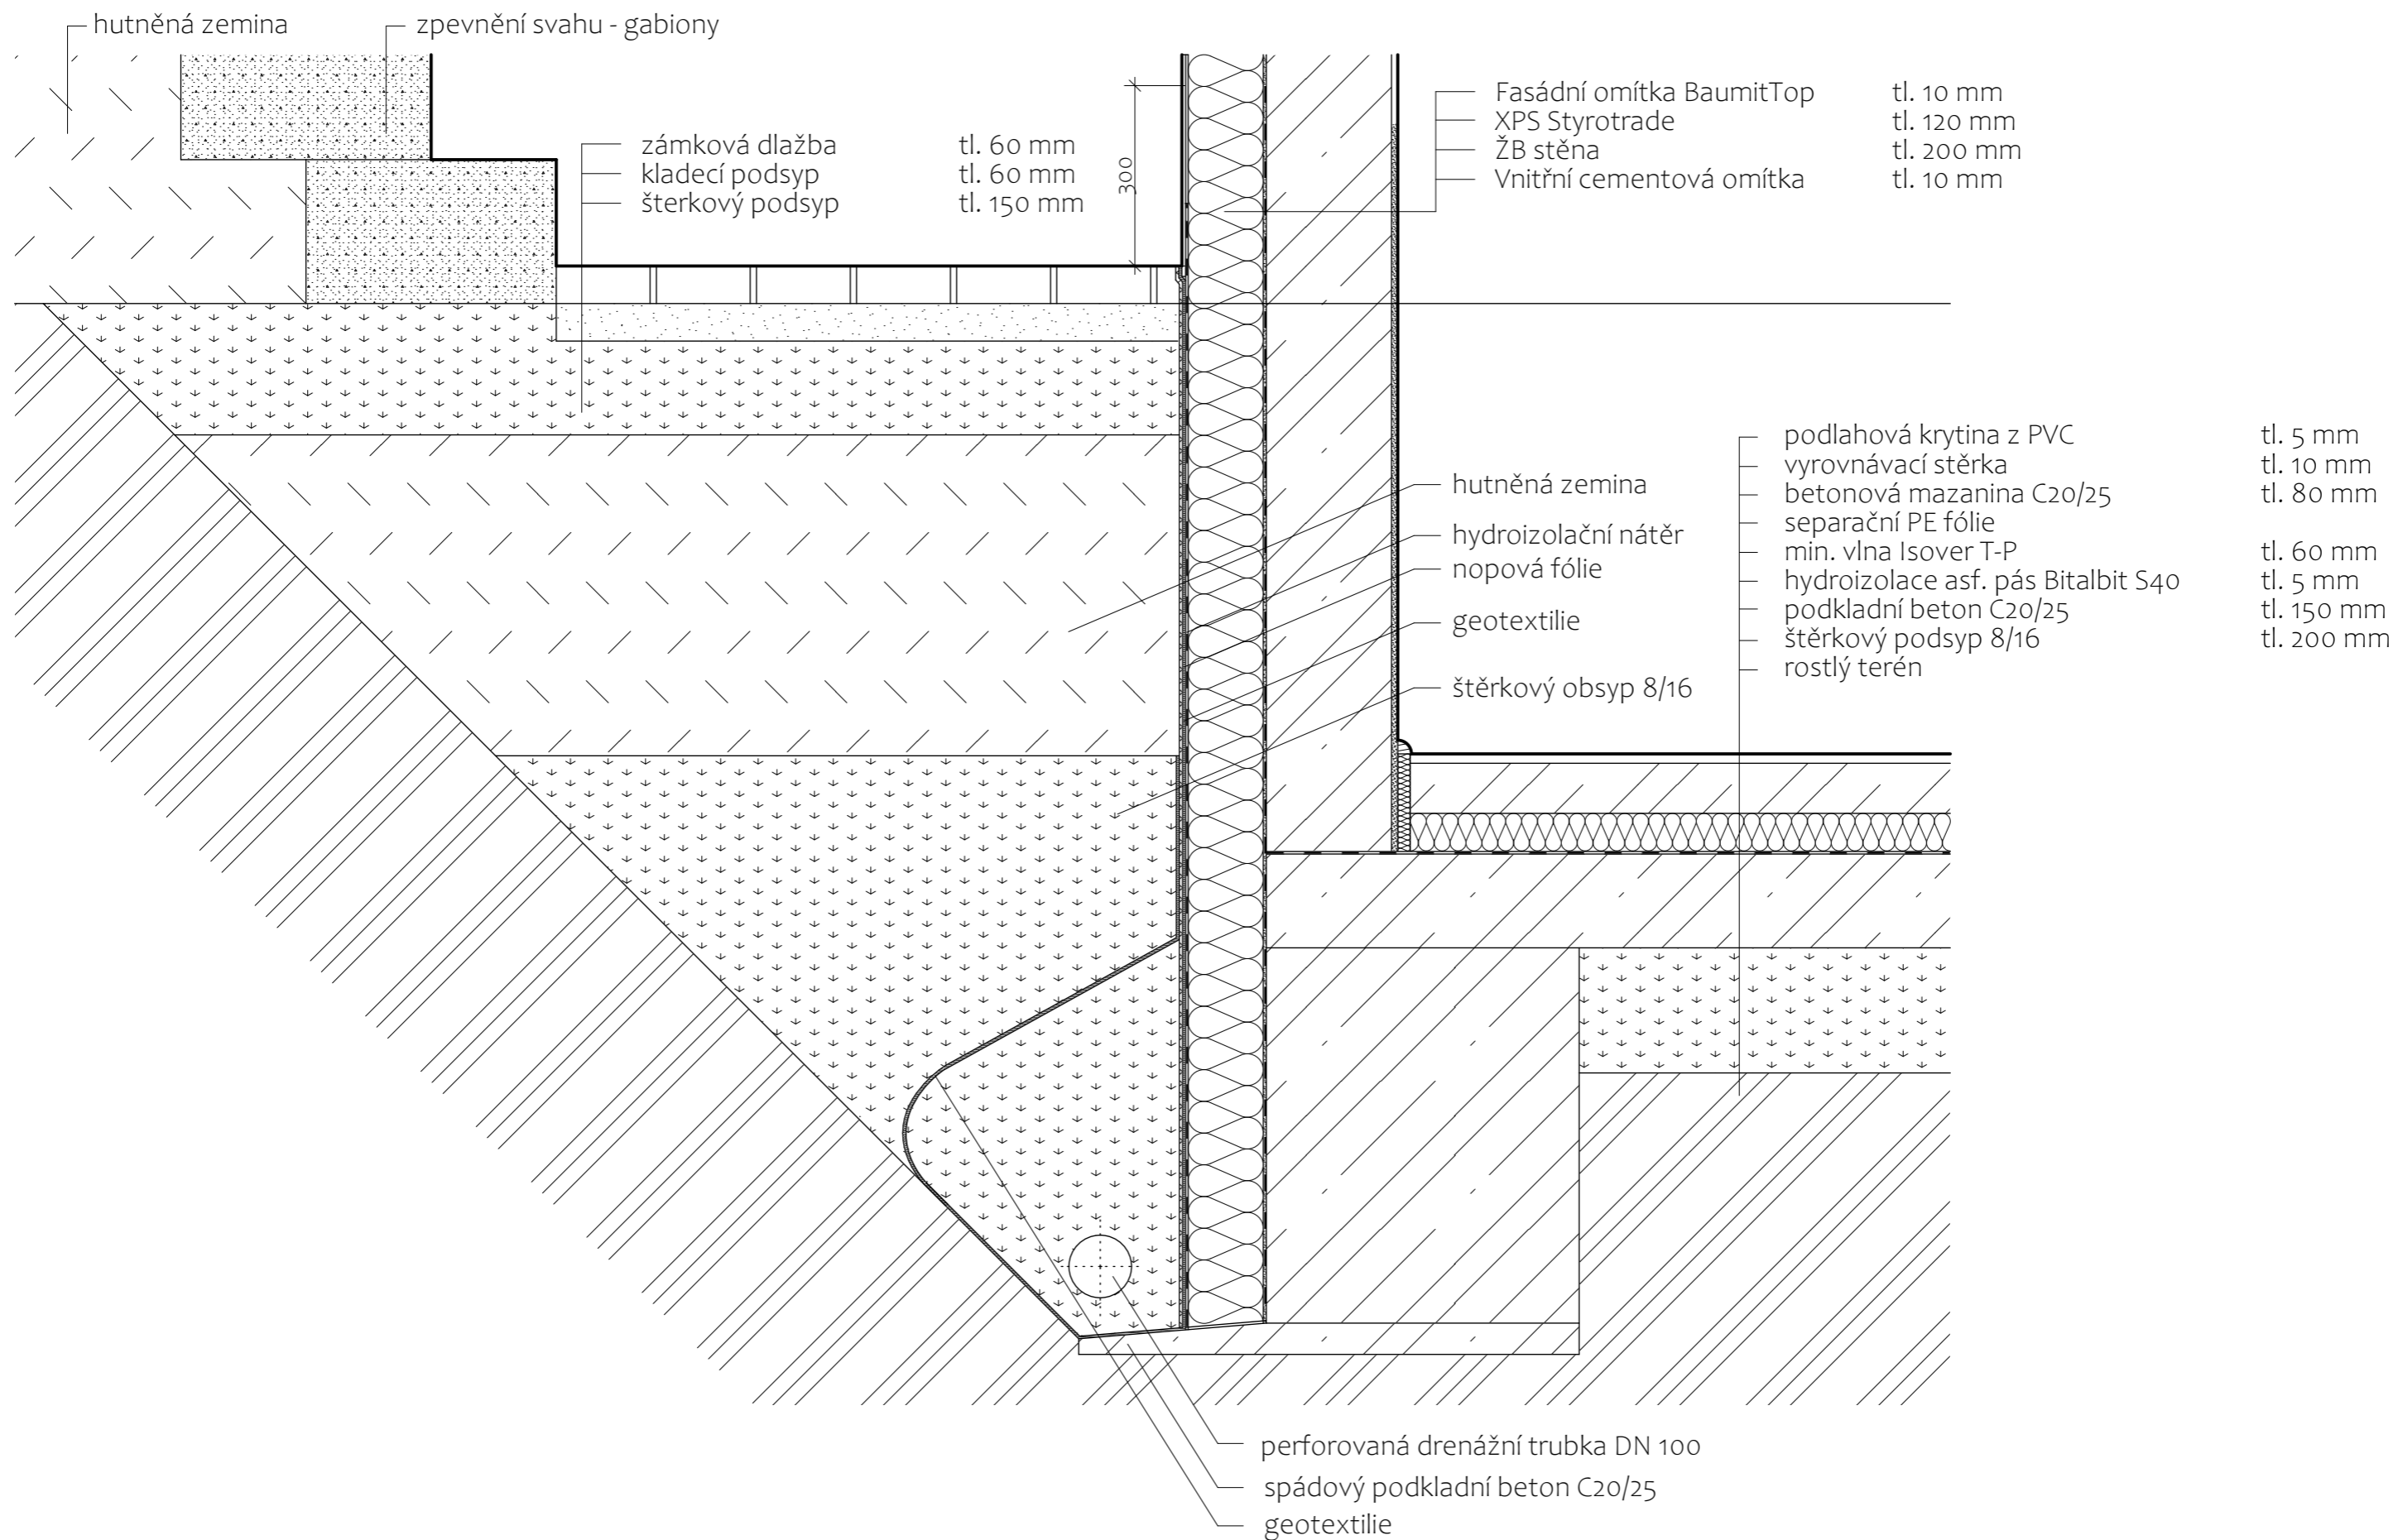 hutněná zemina
zpevnění svahu - gabiony
zámková dlažba tl. 60 mm
kladecí podsyp tl. 60 mm
šterkový podsyp tl. 150 mm
300
Fasádní omítka BaumitTop tl. 10 mm
XPS Styrotrade tl. 120 mm
ŽB stěna tl. 200 mm
Vnitřní cementová omítka tl. 10 mm
hutněná zemina
hydroizolační nátěr
nopová fólie
geotextilie
štěrkový obsyp 8/16
podlahová krytina z PVC tl. 5 mm
vyrovnávací stěrka tl. 10 mm
betonová mazanina C20/25 tl. 80 mm
separační PE fólie
min. vlna Isover T-P tl. 60 mm
hydroizolace asf. pás Bitalbit S40 tl. 5 mm
podkladní beton C20/25 tl. 150 mm
štěrkový podsyp 8/16 tl. 200 mm
rostlý terén
perforovaná drenážní trubka DN 100
spádový podkladní beton C20/25
geotextilie